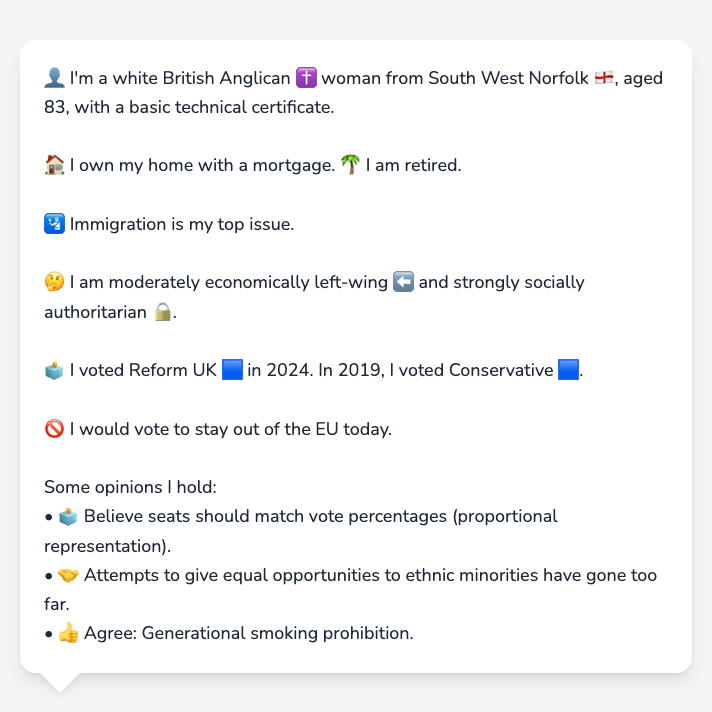 👤 I'm a white British Anglican ✝️ woman from South West Norfolk 🏴󠁧󠁢󠁥󠁮󠁧󠁿, aged
83, with a basic technical certificate.
🏠 I own my home with a mortgage. 🌴 I am retired.
🛂 Immigration is my top issue.
🤔 I am moderately economically left-wing ⬅️ and strongly socially
authoritarian 🔒.
🗳️ I voted Reform UK 🟦 in 2024. In 2019, I voted Conservative 🟦.
🚫 I would vote to stay out of the EU today.
Some opinions I hold:
• 🗳️ Believe seats should match vote percentages (proportional
representation).
• 🤝 Attempts to give equal opportunities to ethnic minorities have gone too
far.
• 👍 Agree: Generational smoking prohibition.